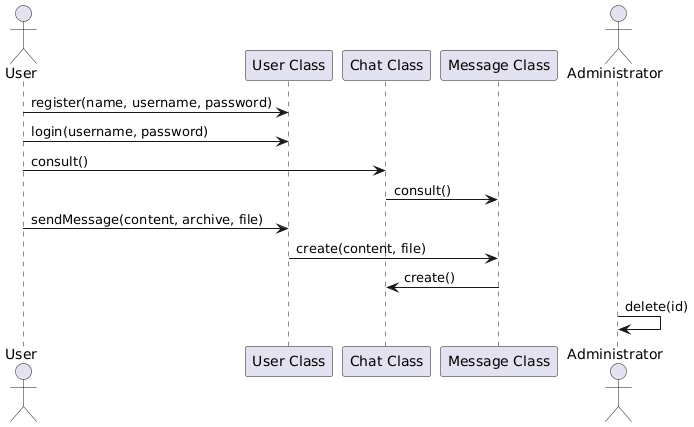 User
User Class
Chat Class
Message Class
Administrator
register(name, username, password)
login(username, password)
consult()
consult()
sendMessage(content, archive, file)
create(content, file)
create()
delete(id)
User
User Class
Chat Class
Message Class
Administrator